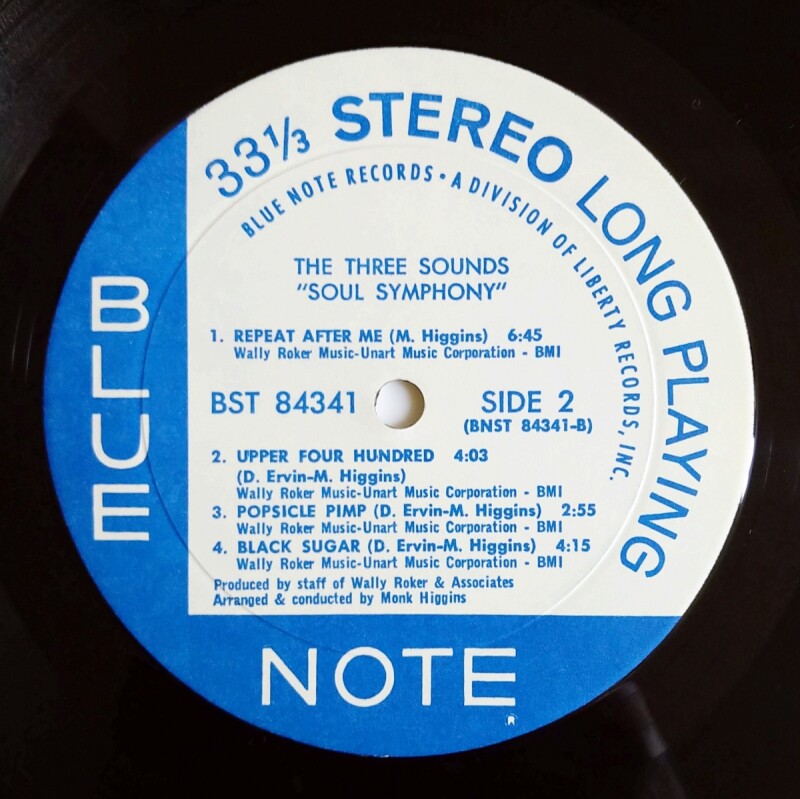 33⅓ STEREO LONG PLAYING
BLUE NOTE RECORDS • A DIVISION OF LIBERTY RECORDS, INC.
THE THREE SOUNDS
"SOUL SYMPHONY"
1. REPEAT AFTER ME (M. Higgins) 6:45
Wally Roker Music-Unart Music Corporation - BMI
BST 84341 SIDE 2
(BNST 84341-B)
2. UPPER FOUR HUNDRED 4:03
(D. Ervin-M. Higgins)
Wally Roker Music-Unart Music Corporation - BMI
3. POPSICLE PIMP (D. Ervin-M. Higgins) 2:55
Wally Roker Music-Unart Music Corporation - BMI
4. BLACK SUGAR (D. Ervin-M. Higgins) 4:15
Wally Roker Music-Unart Music Corporation - BMI
Produced by staff of Wally Roker & Associates
Arranged & conducted by Monk Higgins
BLUE
NOTE
®